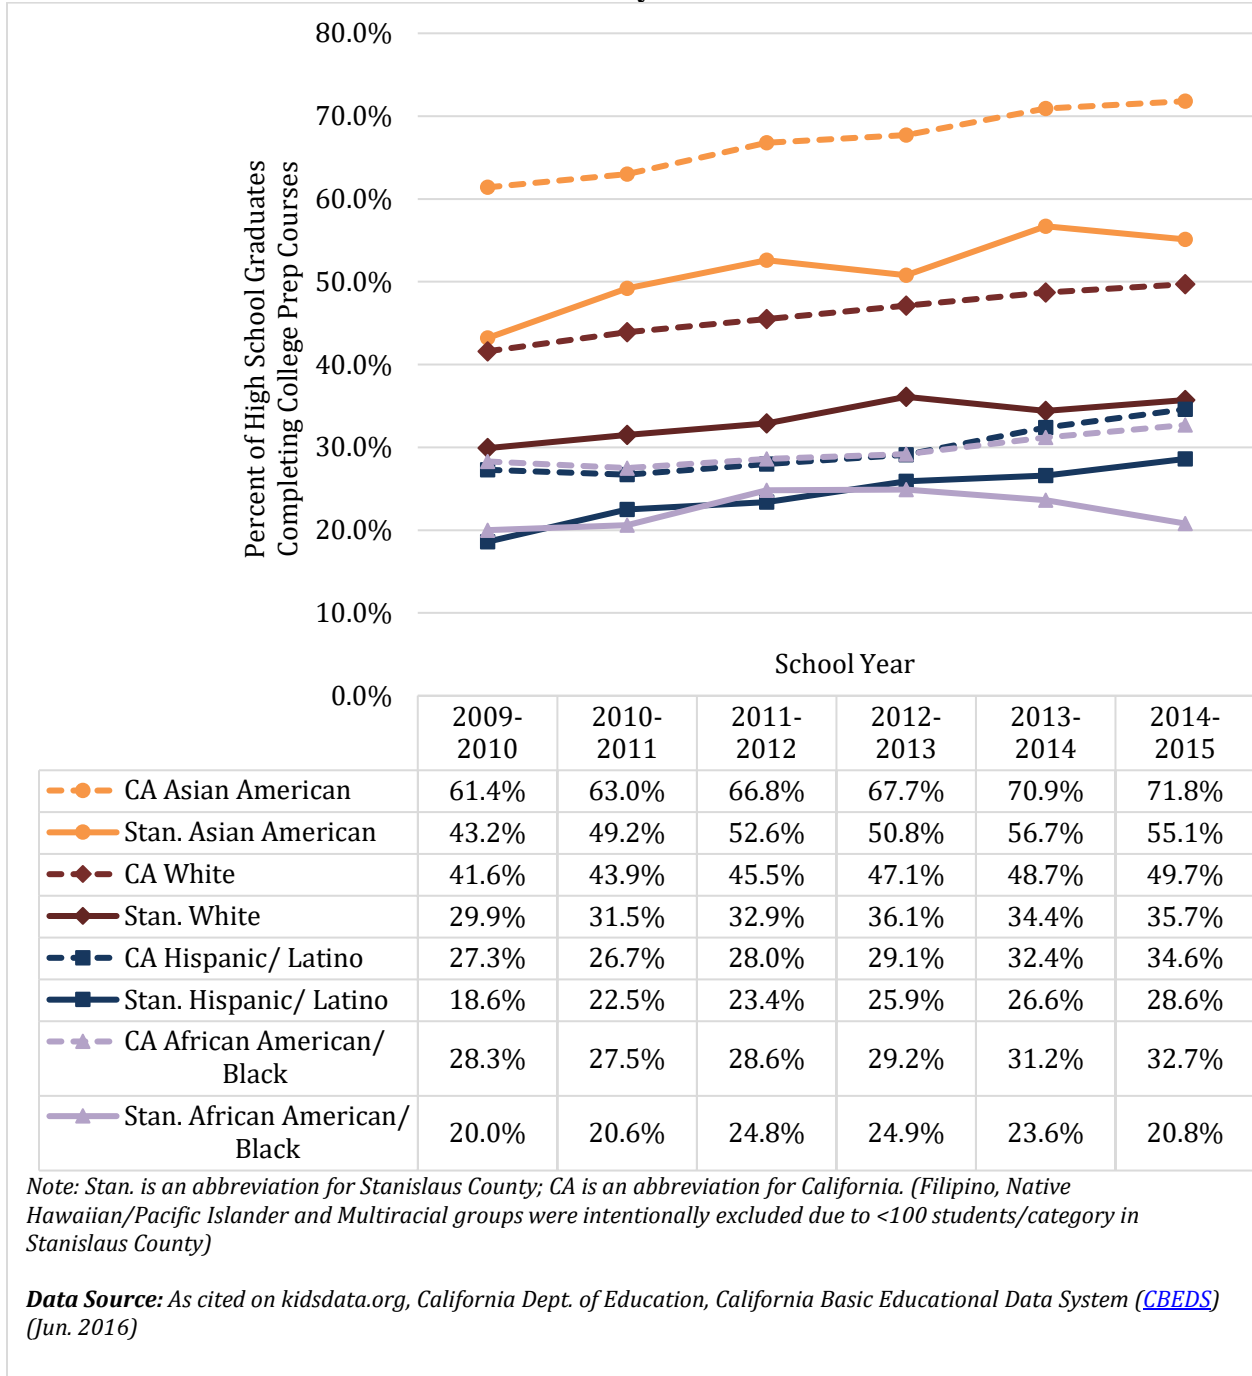 80.0%
70.0%
60.0%
50.0%
40.0%
30.0%
20.0%
10.0%
0.0%
Percent of High School Graduates
Completing College Prep Courses
School Year
2009-2010 2010-2011 2011-2012 2012-2013 2013-2014 2014-2015
CA Asian American 61.4% 63.0% 66.8% 67.7% 70.9% 71.8%
Stan. Asian American 43.2% 49.2% 52.6% 50.8% 56.7% 55.1%
CA White 41.6% 43.9% 45.5% 47.1% 48.7% 49.7%
Stan. White 29.9% 31.5% 32.9% 36.1% 34.4% 35.7%
CA Hispanic/ Latino 27.3% 26.7% 28.0% 29.1% 32.4% 34.6%
Stan. Hispanic/ Latino 18.6% 22.5% 23.4% 25.9% 26.6% 28.6%
CA African American/
Black 28.3% 27.5% 28.6% 29.2% 31.2% 32.7%
Stan. African American/
Black 20.0% 20.6% 24.8% 24.9% 23.6% 20.8%
Note: Stan. is an abbreviation for Stanislaus County; CA is an abbreviation for California. (Filipino, Native
Hawaiian/Pacific Islander and Multiracial groups were intentionally excluded due to <100 students/category in
Stanislaus County)
Data Source: As cited on kidsdata.org, California Dept. of Education, California Basic Educational Data System (CBEDS)
(Jun. 2016)